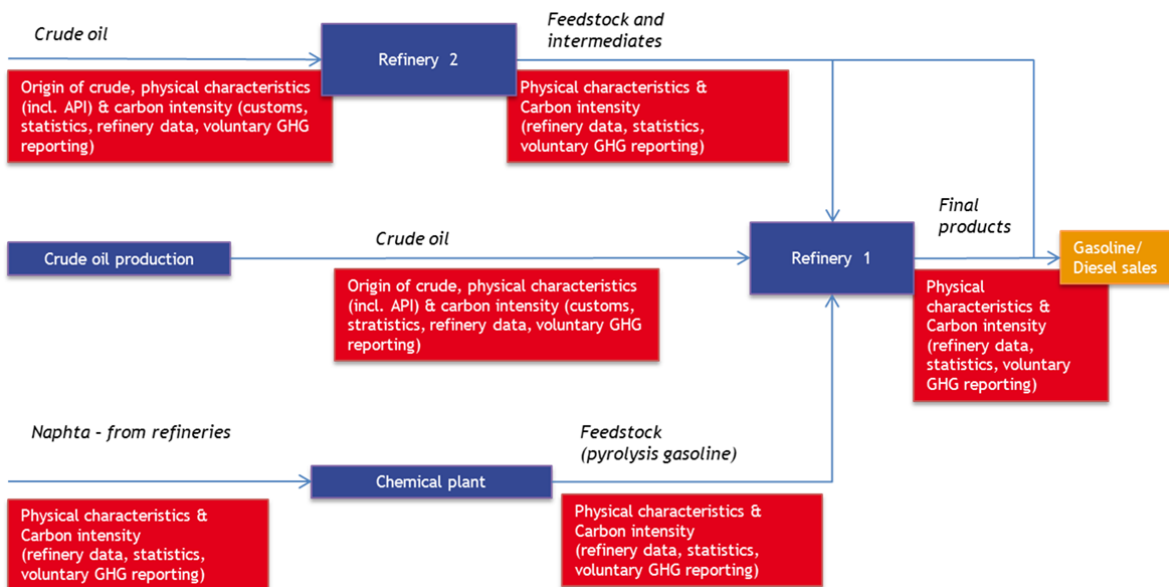 Crude oil
Refinery 2
Feedstock and
intermediates
Origin of crude, physical characteristics
(incl. API) & carbon intensity (customs,
statistics, refinery data, voluntary GHG
reporting)
Physical characteristics &
Carbon intensity
(refinery data, statistics,
voluntary GHG reporting)
Crude oil production
Crude oil
Refinery 1
Final
products
Gasoline/
Diesel sales
Origin of crude, physical characteristics
(incl. API) & carbon intensity (customs,
stratistics, refinery data, voluntary GHG
reporting)
Physical
characteristics &
Carbon intensity
(refinery data,
statistics, voluntary
GHG reporting)
Naphta - from refineries
Chemical plant
Feedstock
(pyrolysis gasoline)
Physical characteristics &
Carbon intensity
(refinery data, statistics,
voluntary GHG reporting)
Physical characteristics &
Carbon intensity
(refinery data, statistics,
voluntary GHG reporting)